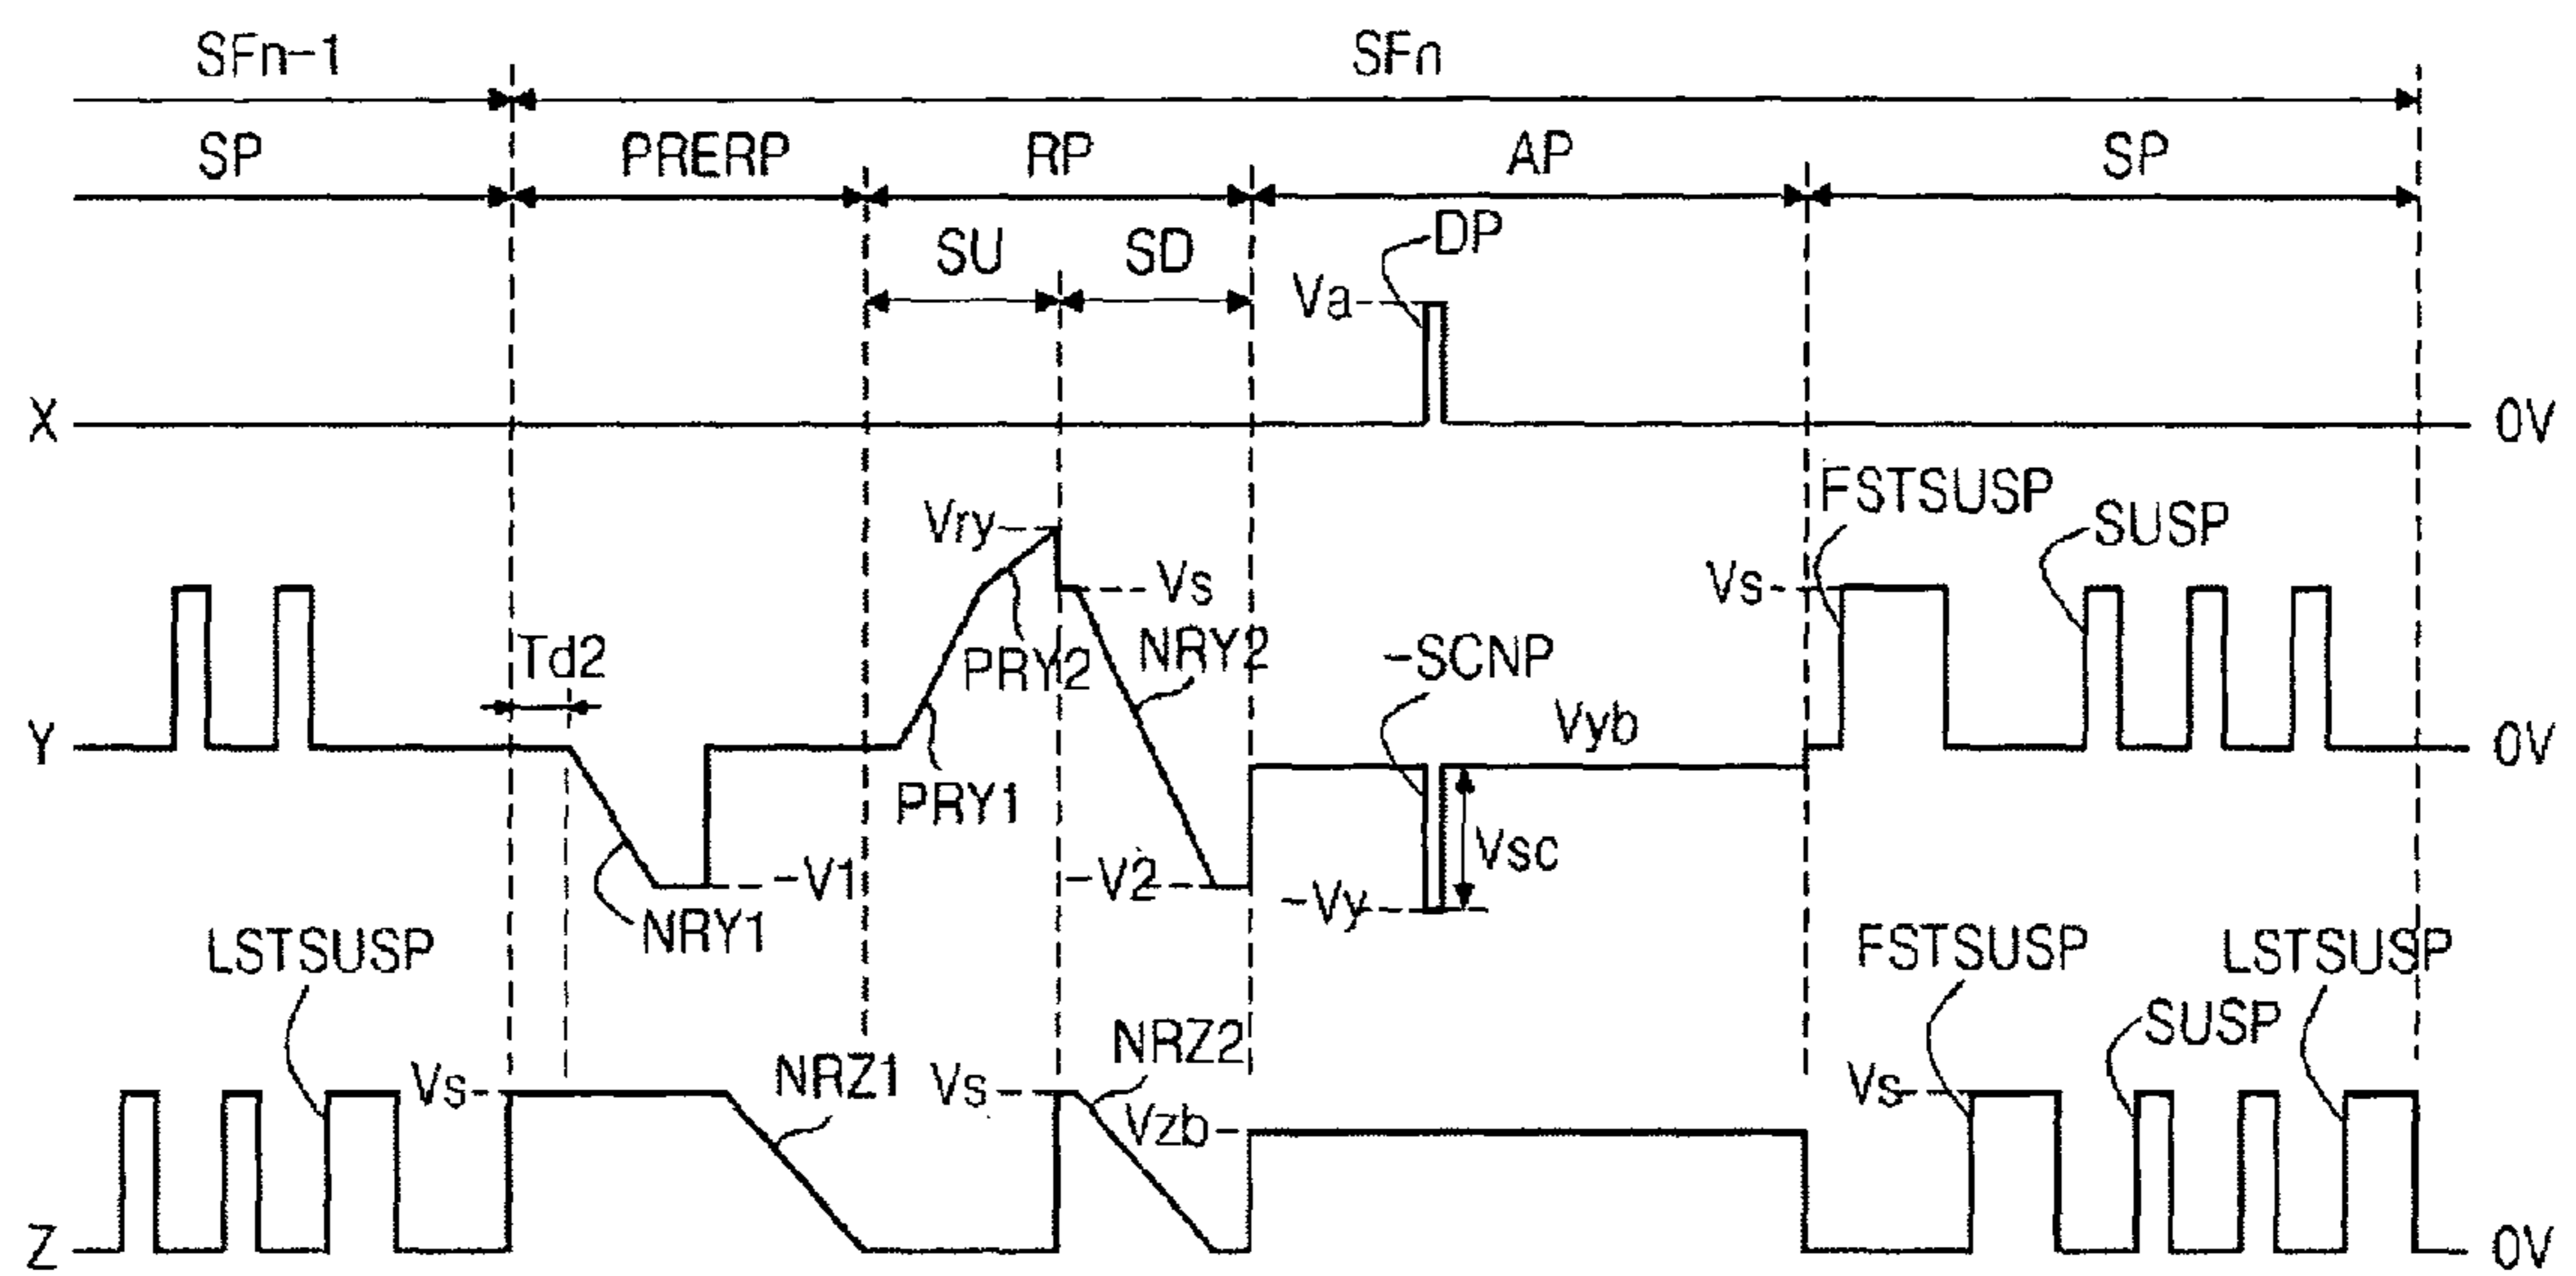 SFn-1 SFn
SP PRERP RP AP SP
SU SD DP
Va
X 0V
FSTSUSP
Vry SUSP
Vs Vs
Td2 PRY2 NRY2 -SCNP
Y Vyb 0V
PRY1
-V1 -V2 -Vy Vsc
NRY1
LSTSUSP FSTSUSP LSTSUSP
NRZ2 SUSP
Vs NRZ1 Vs Vs
Vzb
Z 0V